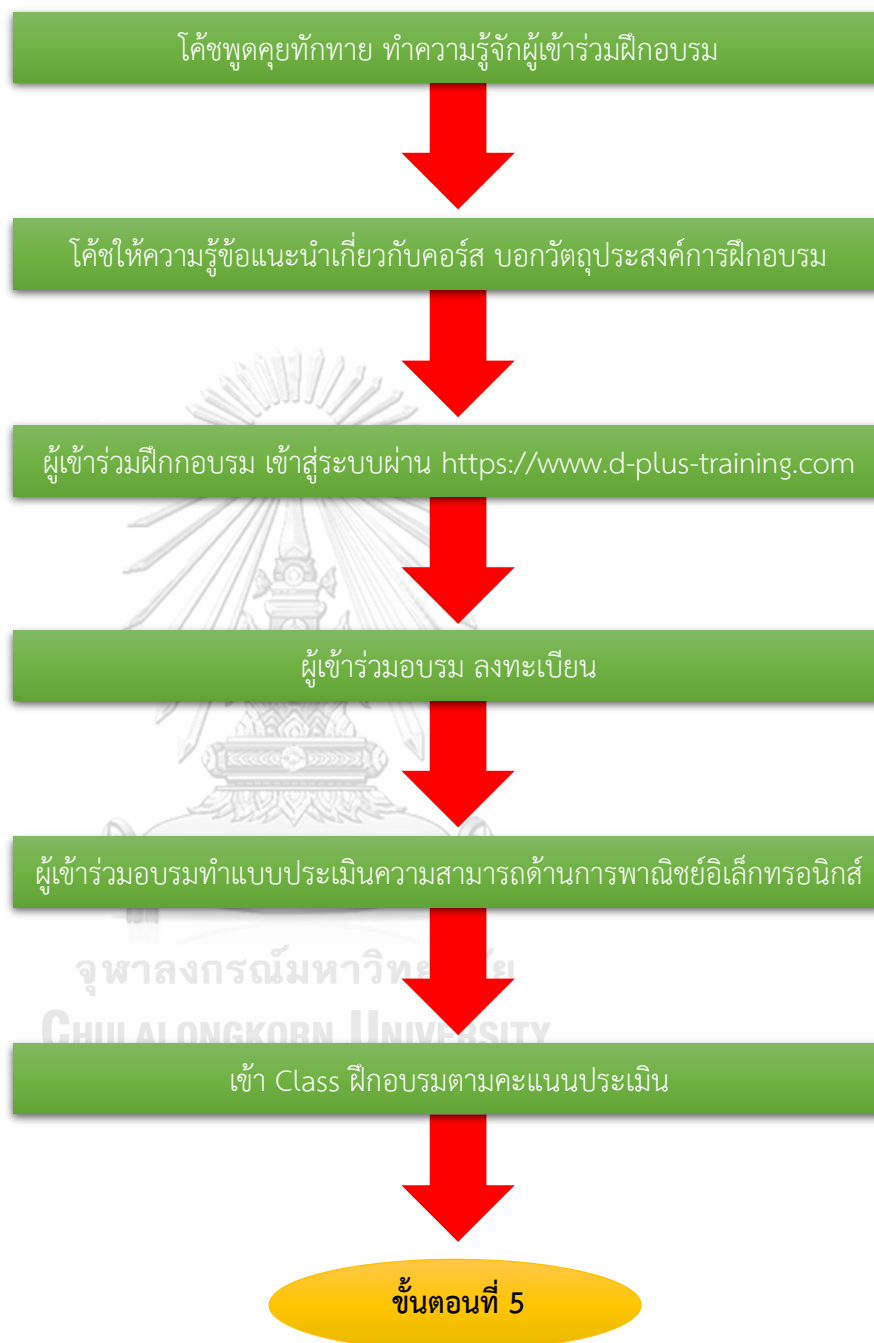 โค้ชพูดคุยทักทาย ทำความรู้จักผู้เข้าร่วมฝึกอบรม
โค้ชให้ความรู้ข้อแนะนำเกี่ยวกับคอร์ส บอกวัตถุประสงค์การฝึกอบรม
ผู้เข้าร่วมฝึกกอบรม เข้าสู่ระบบผ่าน https://www.d-plus-training.com
ผู้เข้าร่วมอบรม ลงทะเบียน
ผู้เข้าร่วมอบรมทำแบบประเมินความสามารถด้านการพาณิชย์อิเล็กทรอนิกส์
จุฬาลงกรณ์มหาวิทยาลัย
CHULALONGKORN UNIVERSITY
เข้า Class ฝึกอบรมตามคะแนนประเมิน
ขั้นตอนที่ 5